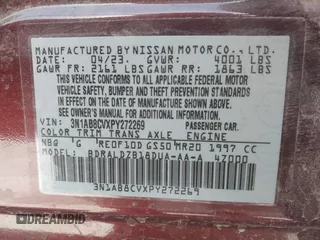 MANUFACTURED BY NISSAN MOTOR CO., LTD.
DATE: 04/23. GVWR: 4001 LBS
GAWR FR: 2161 LBS GAWR RR: 1863 LBS
THIS VEHICLE CONFORMS TO ALL APPLICABLE FEDERAL MOTOR
VEHICLE SAFETY, BUMPER AND THEFT PREVENTION STANDARDS
IN EFFECT ON THE DATE OF MANUFACTURE SHOWN ABOVE.
SEE OWNER'S MANUAL FOR ADDITIONAL INFORMATION
VIN: 3N1AB8CVXPY272269 PASSENGER CAR.
COLOR TRIM TRANS AXLE ENGINE
NBQ G RE0F10D GS50 MR20 1997 CC
MODEL: BDRALDZB18DUA-AA-A 47000
3N1AB8CVXPY272269
DREAMBID